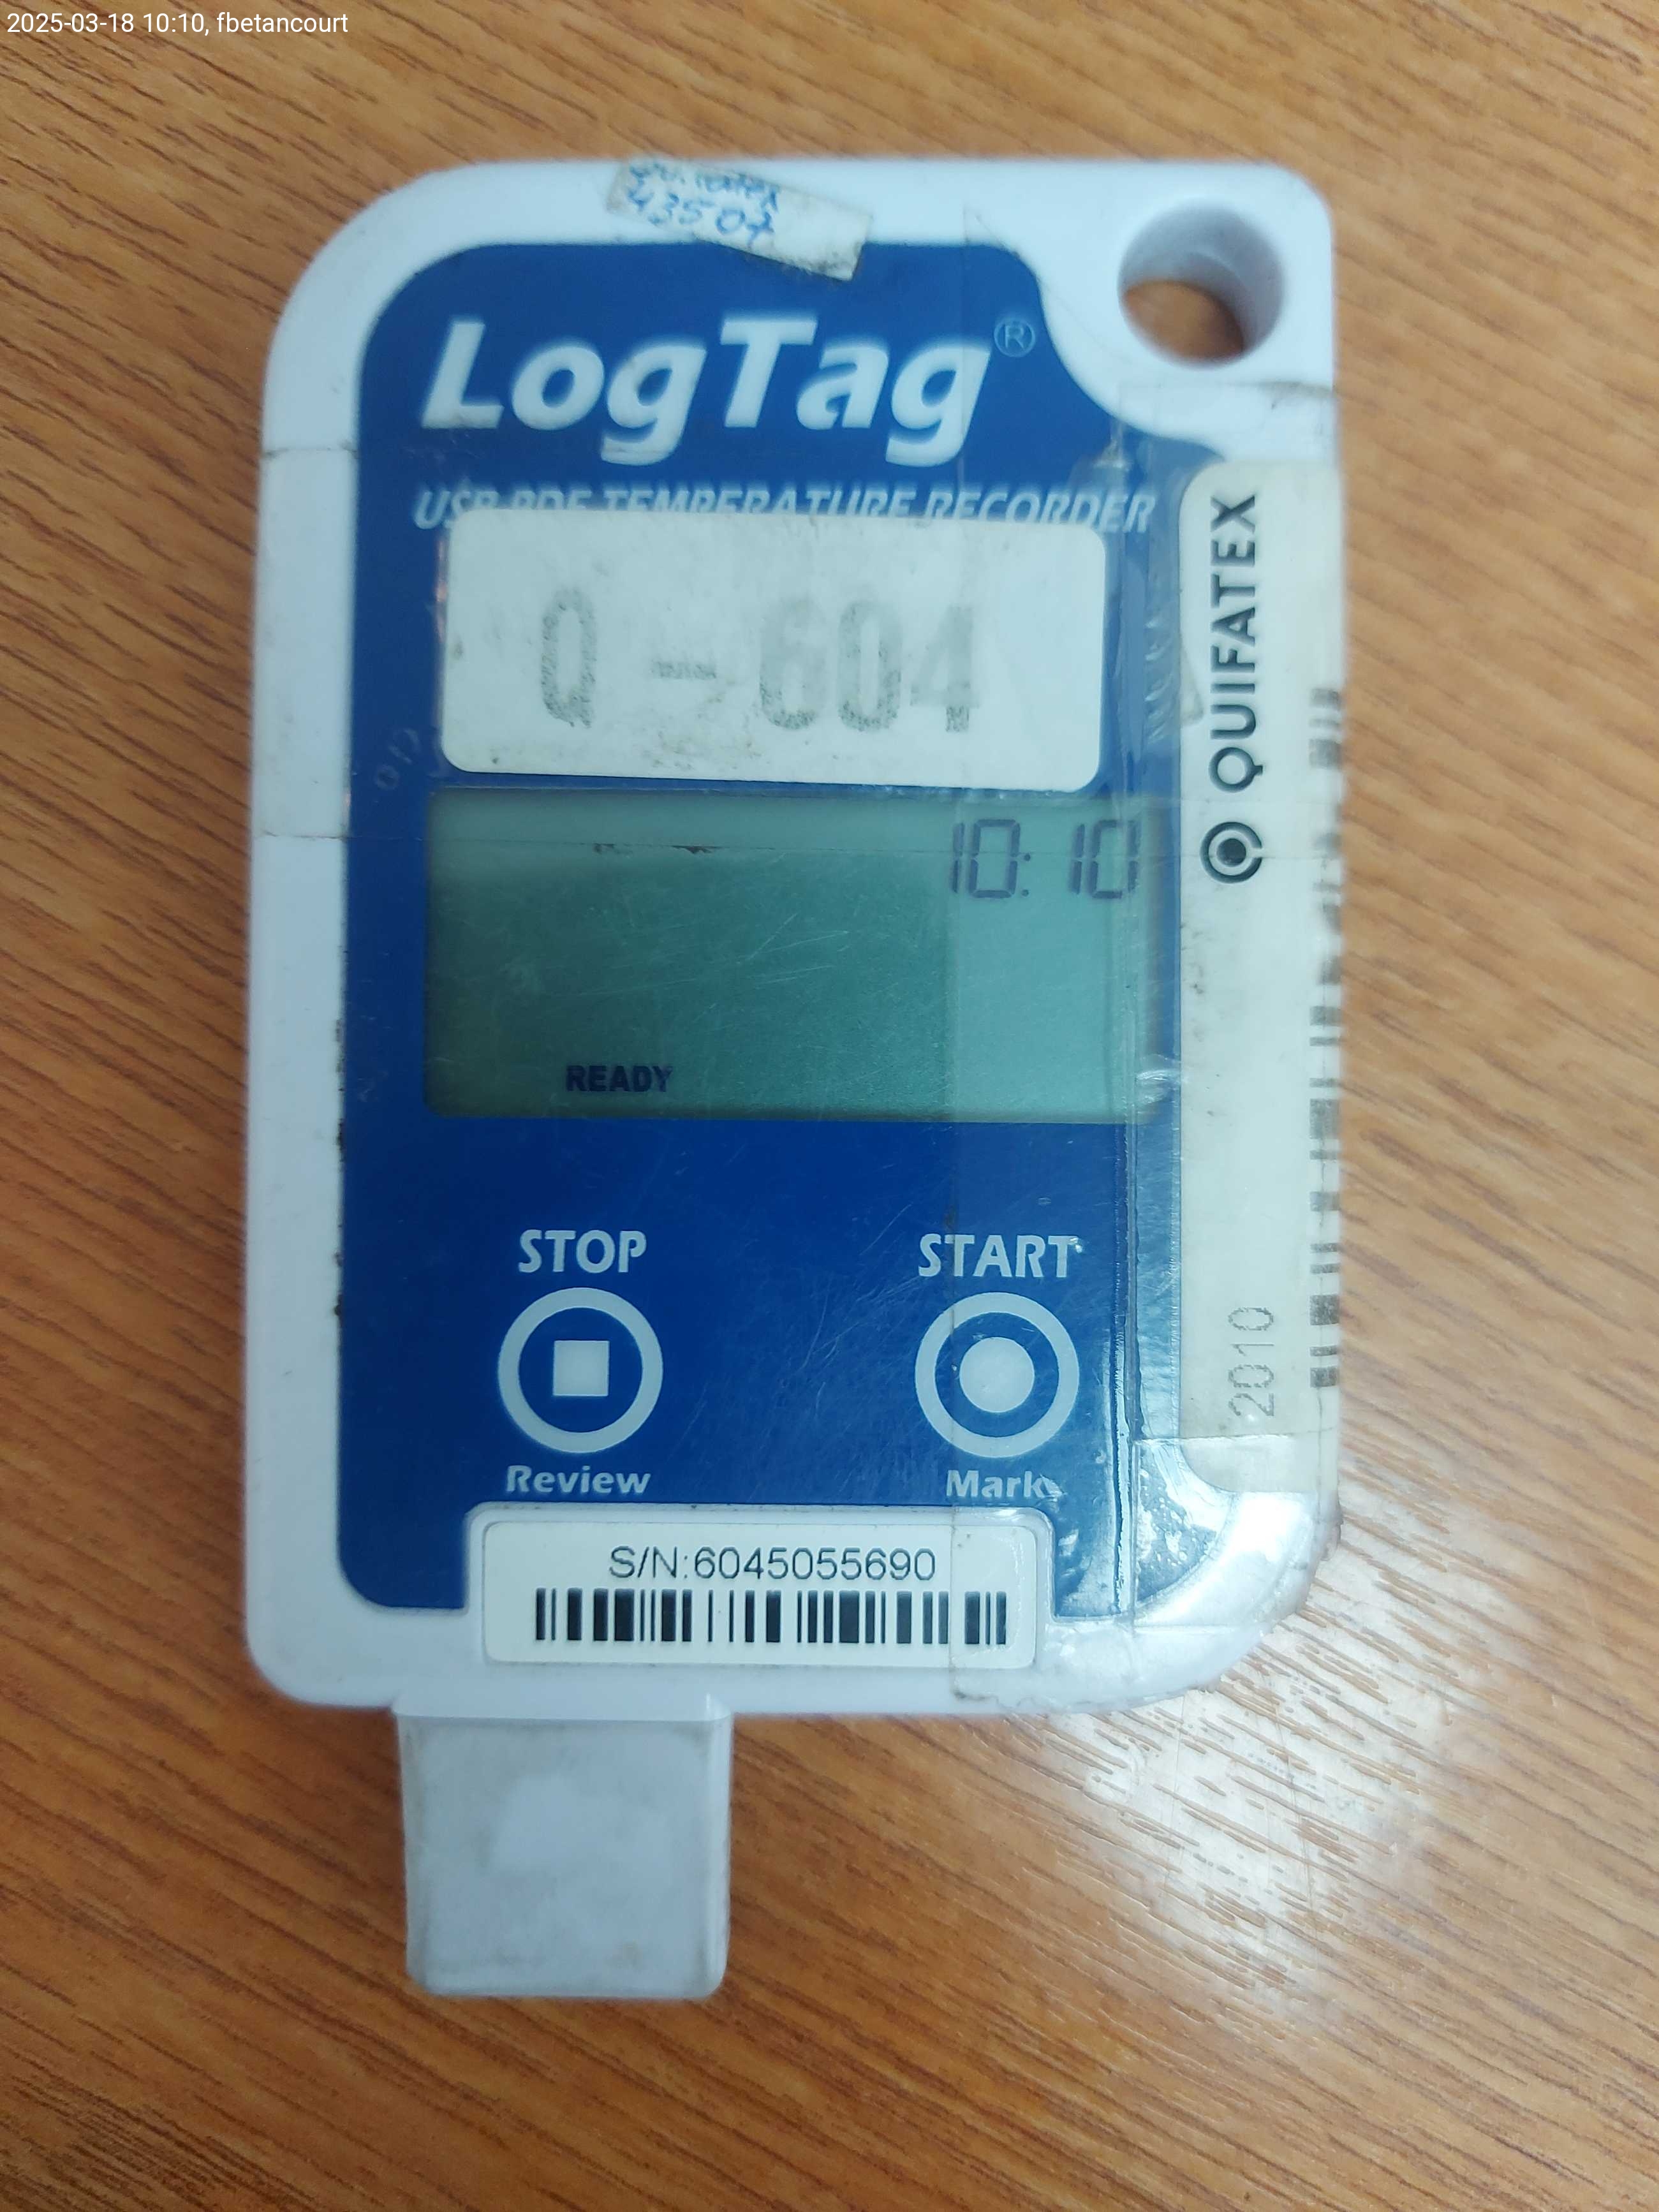 2025-03-18 10:10, fbetancourt
43507
LogTag®
USB PDF TEMPERATURE RECORDER
Q - 604
QUIFATEX
2010
10:10
READY
STOP
START
Review
Mark
S/N:6045055690